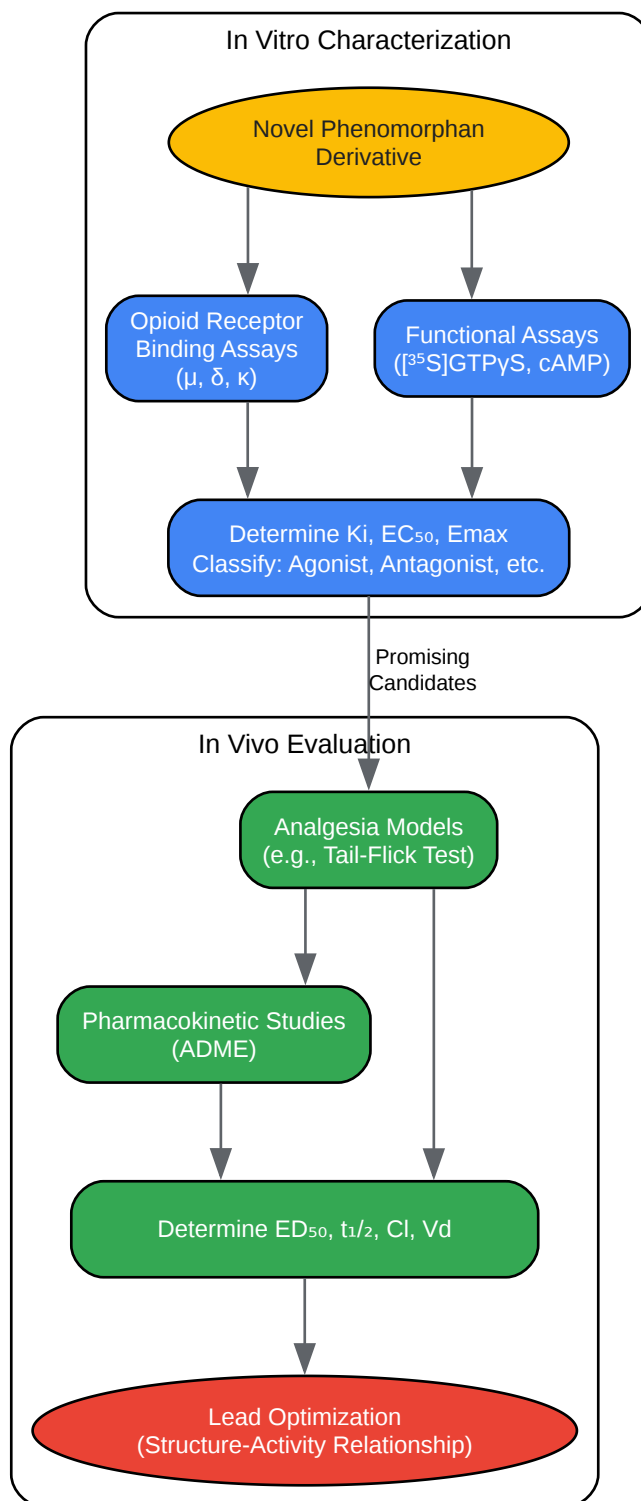 In Vitro Characterization
Novel Phenomorphan
Derivative
Opioid Receptor
Binding Assays
(μ, δ, κ)
Functional Assays
([³⁵S]GTPγS, cAMP)
Determine Ki, EC₅₀, Emax
Classify: Agonist, Antagonist, etc.
Promising
Candidates
In Vivo Evaluation
Analgesia Models
(e.g., Tail-Flick Test)
Pharmacokinetic Studies
(ADME)
Determine ED₅₀, t₁/₂, Cl, Vd
Lead Optimization
(Structure-Activity Relationship)